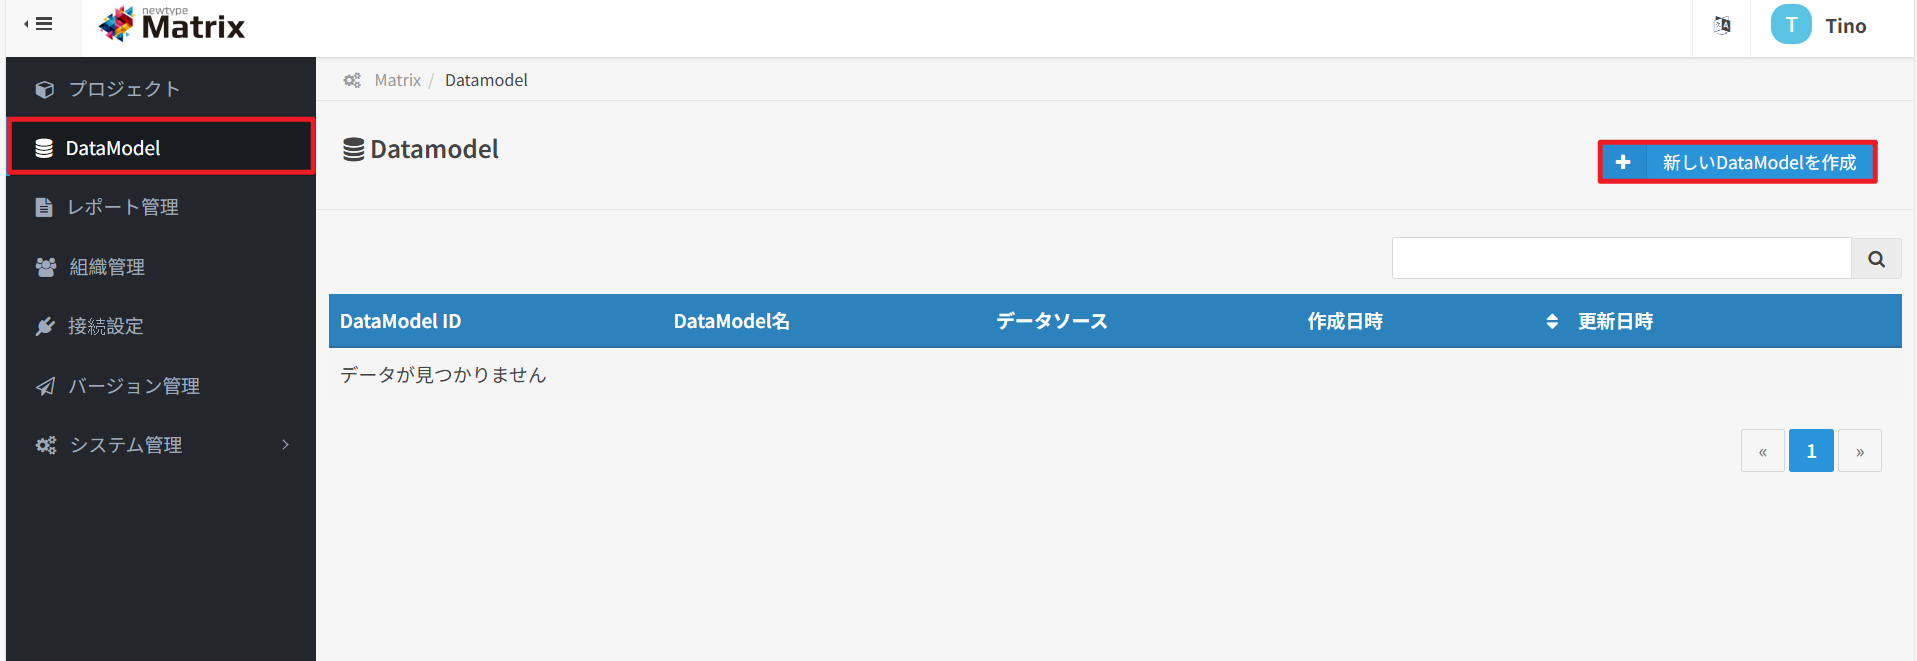 newtype
Matrix
T
Tino
プロジェクト
DataModel
レポート管理
組織管理
接続設定
バージョン管理
システム管理
Matrix / Datamodel
Datamodel
新しいDataModelを作成
DataModel ID DataModel名 データソース 作成日時 更新日時
データが見つかりません
« 1 »